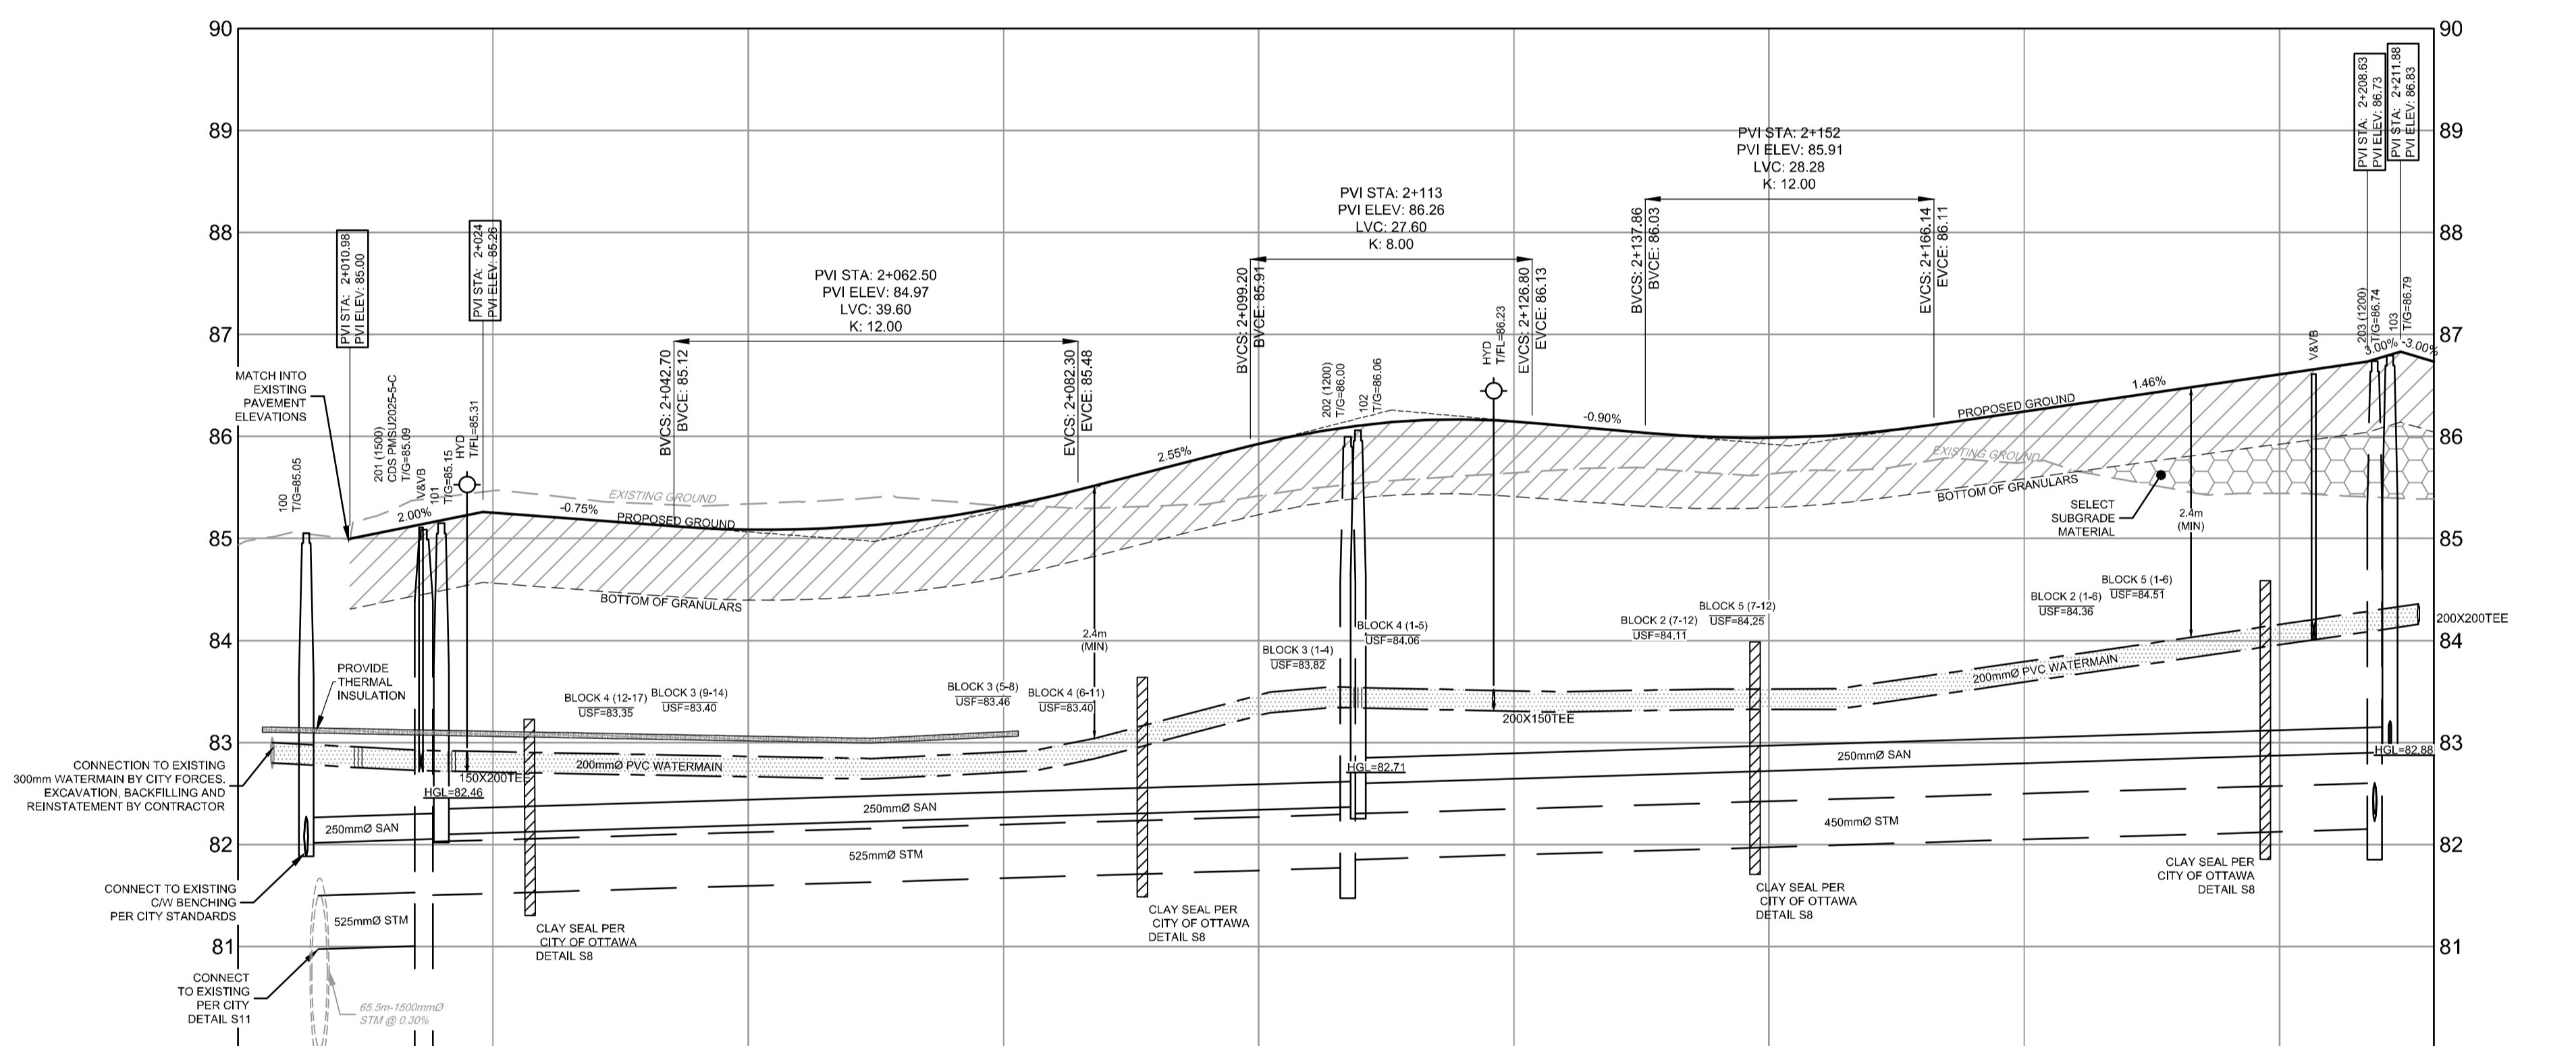 90
89
88
87
86
85
84
83
82
81
90
89
88
87
86
85
84
83
82
81
MATCH INTO
EXISTING
PAVEMENT
ELEVATIONS
PVI STA: 2+010.98
PVI ELEV: 85.00
PVI STA: 2+024
PVI ELEV: 85.26
100
T/G=85.05
201 (1500)
CDS PMSU2025-5-C
T/G=85.09
V&VB
101
T/G=85.15
HYD
T/FL=85.31
2.00%
EXISTING GROUND
-0.75%
PROPOSED GROUND
BOTTOM OF GRANULARS
PVI STA: 2+062.50
PVI ELEV: 84.97
LVC: 39.60
K: 12.00
BVCS: 2+042.70
BVCE: 85.12
EVCS: 2+082.30
EVCE: 85.48
2.55%
PVI STA: 2+113
PVI ELEV: 86.26
LVC: 27.60
K: 8.00
BVCS: 2+099.20
BVCE: 85.91
EVCS: 2+126.80
EVCE: 86.13
202 (1200)
T/G=86.00
102
T/G=86.06
HYD
T/FL=86.23
-0.90%
PVI STA: 2+152
PVI ELEV: 85.91
LVC: 28.28
K: 12.00
BVCS: 2+137.86
BVCE: 86.03
EVCS: 2+166.14
EVCE: 86.11
PROPOSED GROUND
EXISTING GROUND
BOTTOM OF GRANULARS
1.46%
SELECT
SUBGRADE
MATERIAL
2.4m
(MIN)
V&VB
PVI STA: 2+208.63
PVI ELEV: 86.73
PVI STA: 2+211.88
PVI ELEV: 86.83
203 (1200)
T/G=86.74
103
T/G=86.79
3.00%
-3.00%
2.4m
(MIN)
PROVIDE
THERMAL
INSULATION
BLOCK 4 (12-17)
USF=83.35
BLOCK 3 (9-14)
USF=83.40
BLOCK 3 (5-8)
USF=83.46
BLOCK 4 (6-11)
USF=83.40
BLOCK 3 (1-4)
USF=83.82
BLOCK 4 (1-5)
USF=84.06
BLOCK 2 (7-12)
USF=84.11
BLOCK 5 (7-12)
USF=84.25
BLOCK 2 (1-6)
USF=84.36
BLOCK 5 (1-6)
USF=84.51
200X200TEE
200mmØ PVC WATERMAIN
200X150TEE
200mmØ PVC WATERMAIN
150X200TEE
HGL=82.46
HGL=82.71
HGL=82.88
CONNECTION TO EXISTING
300mm WATERMAIN BY CITY FORCES.
EXCAVATION, BACKFILLING AND
REINSTATEMENT BY CONTRACTOR
250mmØ SAN
250mmØ SAN
250mmØ SAN
525mmØ STM
450mmØ STM
CONNECT TO EXISTING
C/W BENCHING
PER CITY STANDARDS
525mmØ STM
CLAY SEAL PER
CITY OF OTTAWA
DETAIL S8
CLAY SEAL PER
CITY OF OTTAWA
DETAIL S8
CLAY SEAL PER
CITY OF OTTAWA
DETAIL S8
CLAY SEAL PER
CITY OF OTTAWA
DETAIL S8
CONNECT
TO EXISTING
PER CITY
DETAIL S11
65.5m-1500mmØ
STM @ 0.30%